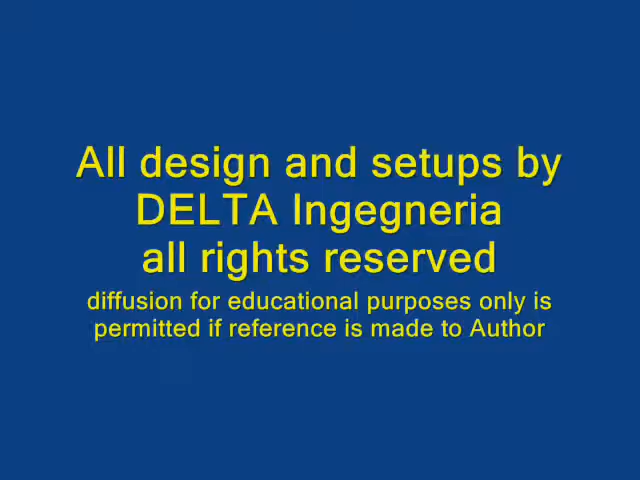 All design and setups by
DELTA Ingegneria
all rights reserved
diffusion for educational purposes only is
permitted if reference is made to Author